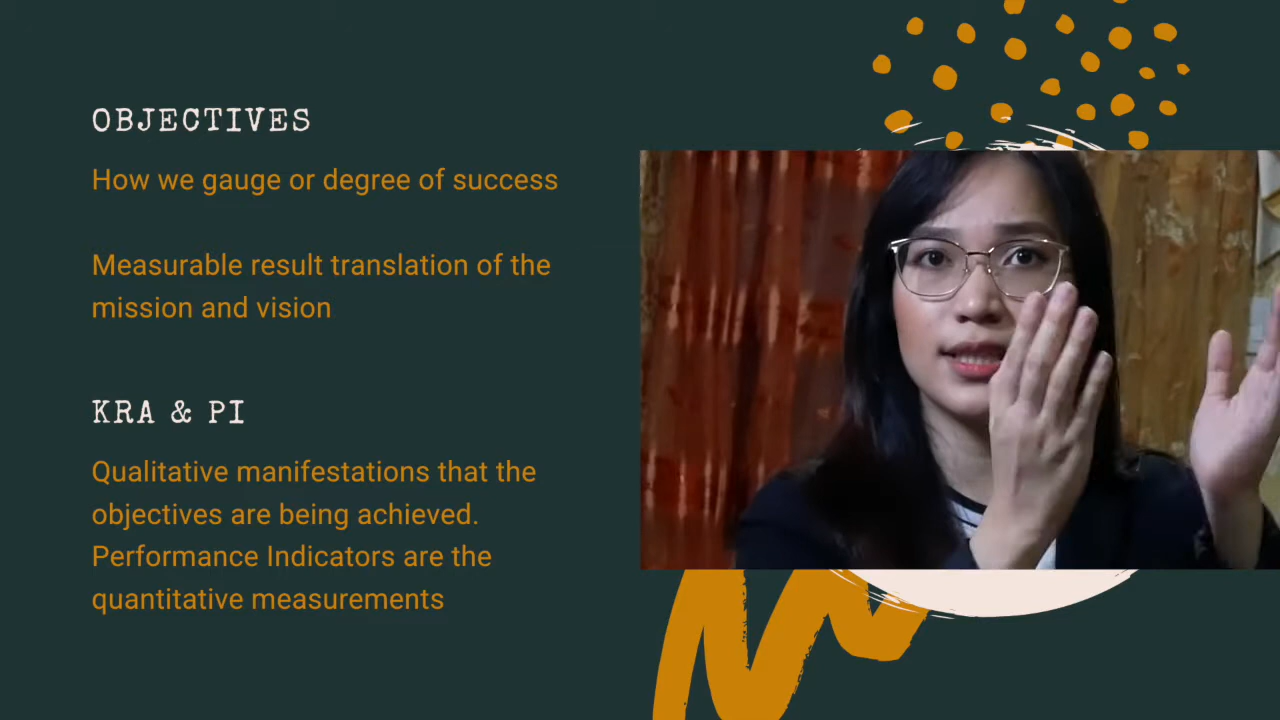 OBJECTIVES
How we gauge or degree of success
Measurable result translation of the
mission and vision
KRA & PI
Qualitative manifestations that the
objectives are being achieved.
Performance Indicators are the
quantitative measurements